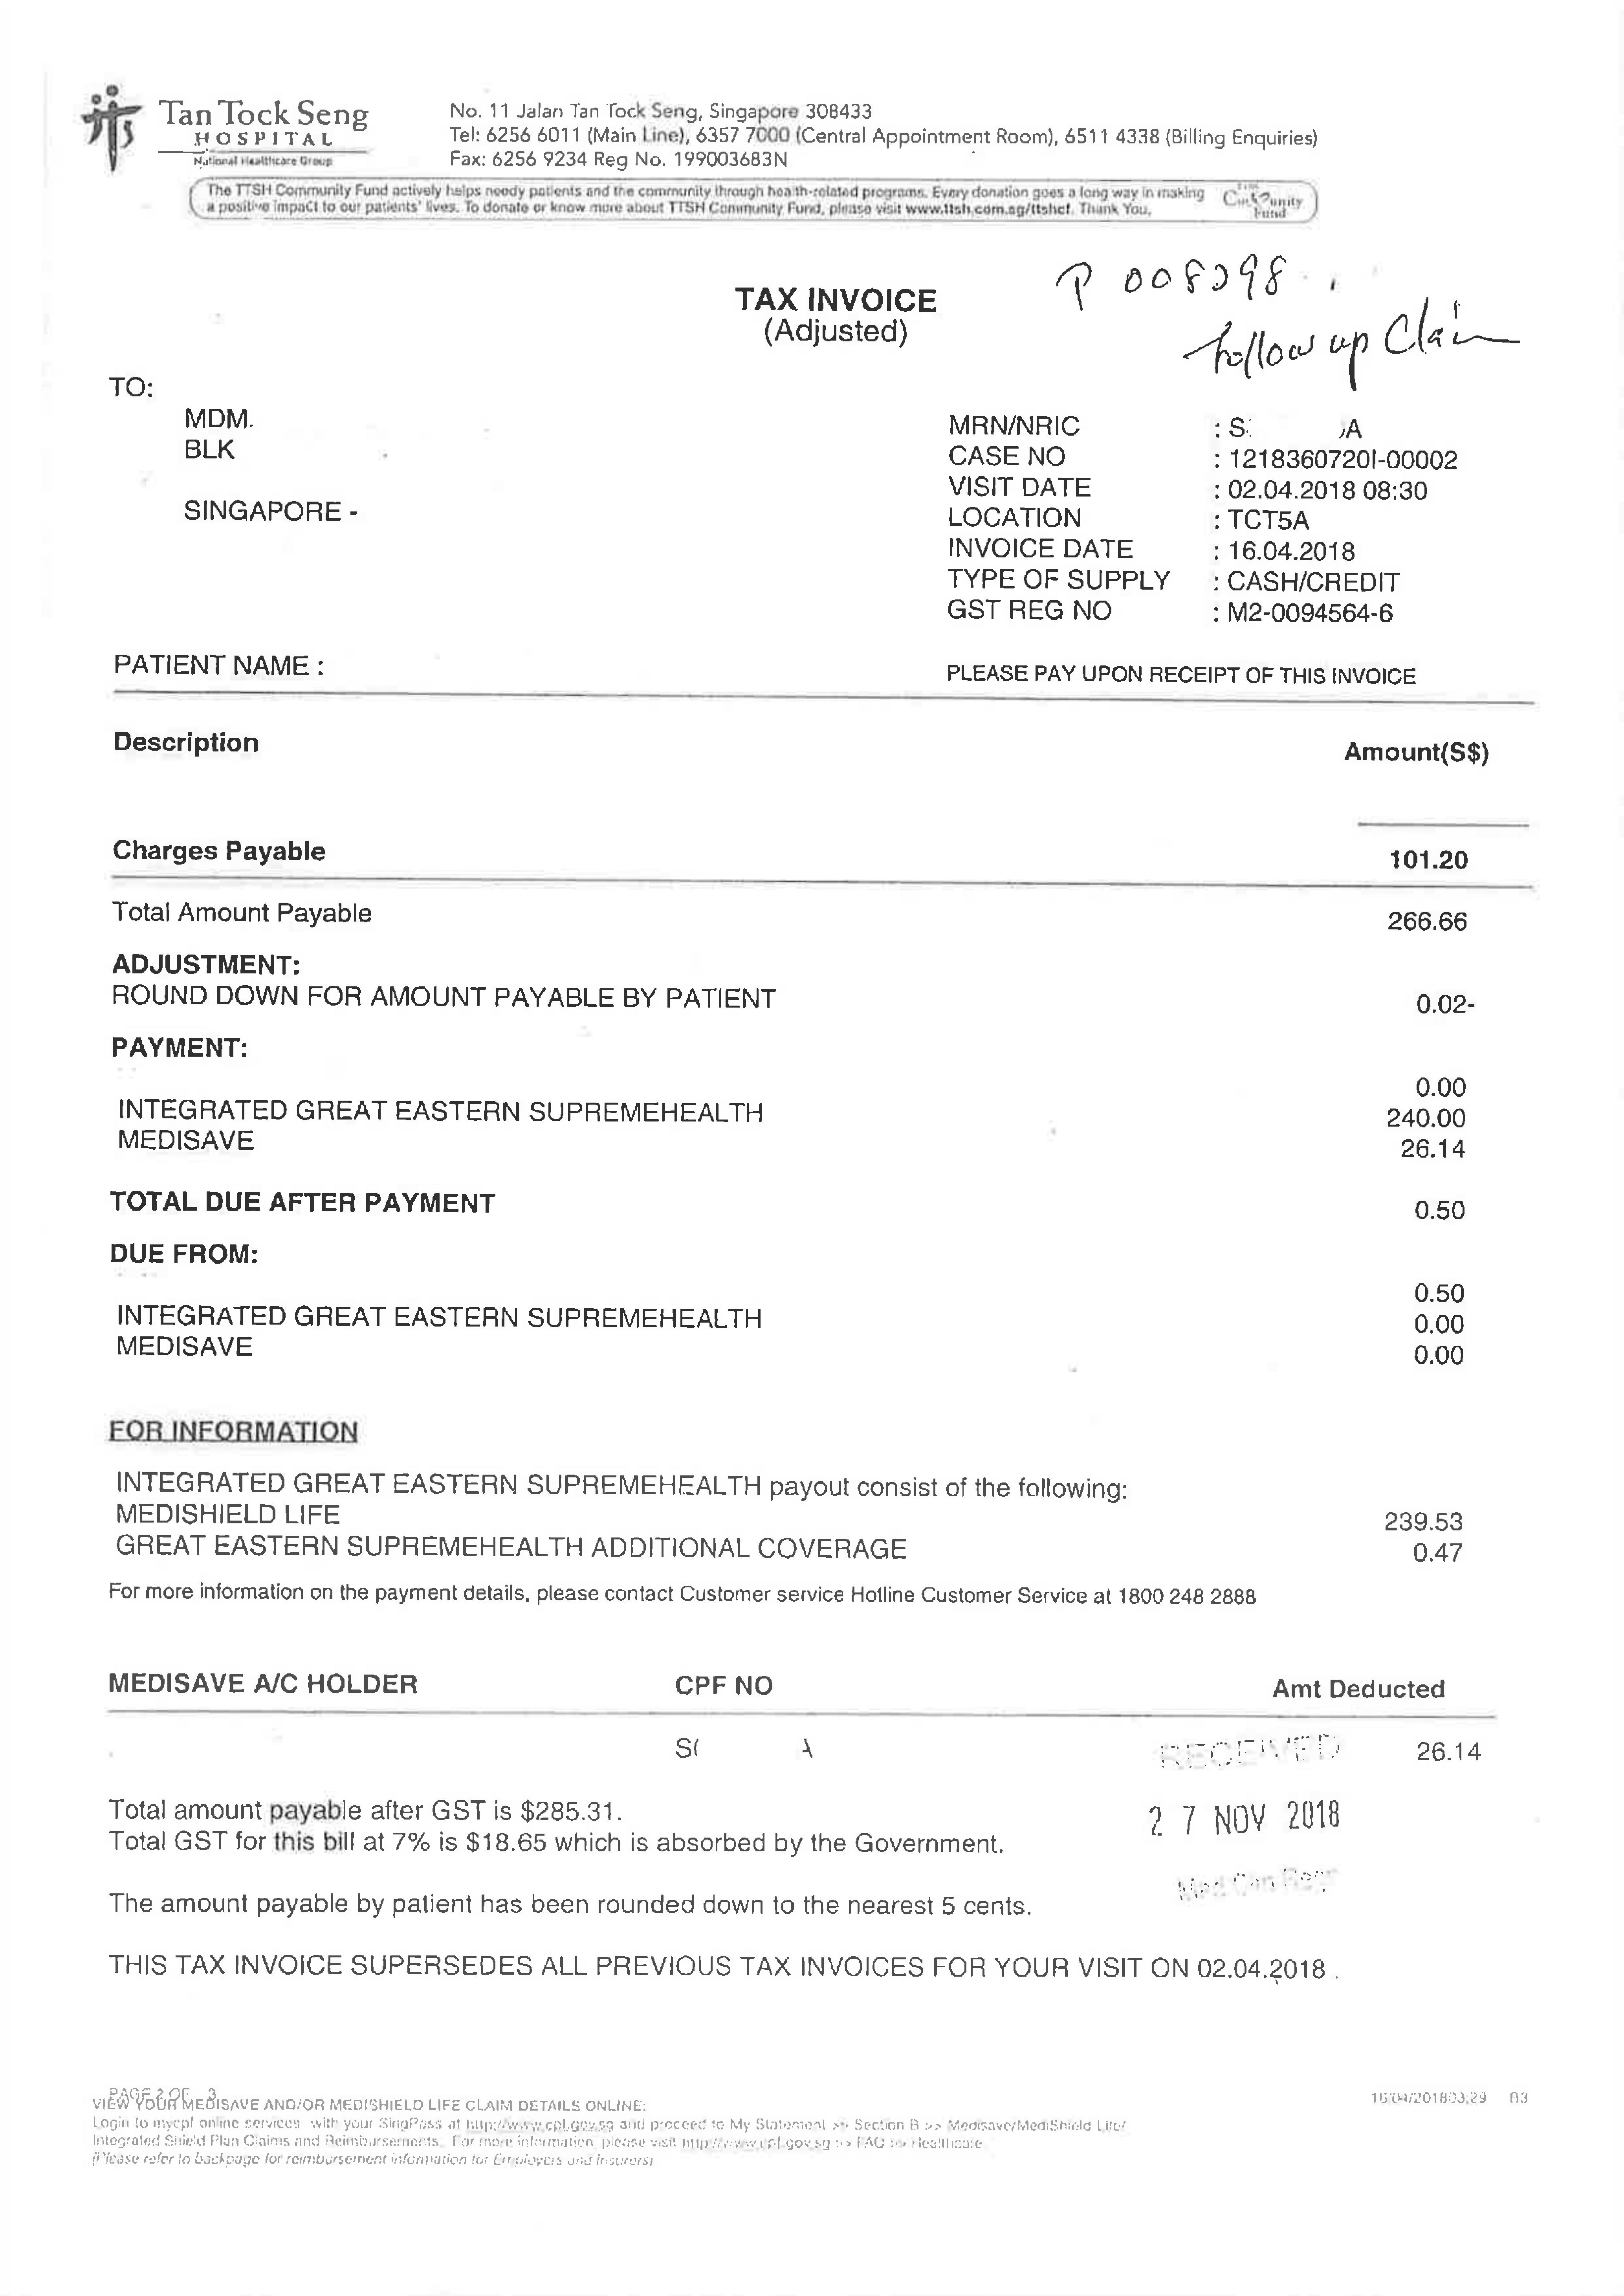 Tan Tock Seng
HOSPITAL
National Healthcare Group
No. 11 Jalan Tan Tock Seng, Singapore 308433
Tel: 6256 6011 (Main Line), 6357 7000 (Central Appointment Room), 6511 4338 (Billing Enquiries)
Fax: 6256 9234 Reg No. 199003683N
The TTSH Community Fund actively helps needy patients and the community through health-related programs. Every donation goes a long way in making
a positive impact to our patients' lives. To donate or know more about TTSH Community Fund, please visit www.ttsh.com.sg/ttshcf. Thank You.
Fund
TAX INVOICE
(Adjusted)
P 008298
follow up Claim
TO:
MDM.
BLK
SINGAPORE -
MRN/NRIC : S A
CASE NO : 1218360720I-00002
VISIT DATE : 02.04.2018 08:30
LOCATION : TCT5A
INVOICE DATE : 16.04.2018
TYPE OF SUPPLY : CASH/CREDIT
GST REG NO : M2-0094564-6
PATIENT NAME :
PLEASE PAY UPON RECEIPT OF THIS INVOICE
Description Amount(S$)
Charges Payable 101.20
Total Amount Payable 266.66
ADJUSTMENT:
ROUND DOWN FOR AMOUNT PAYABLE BY PATIENT 0.02-
PAYMENT:
0.00
INTEGRATED GREAT EASTERN SUPREMEHEALTH 240.00
MEDISAVE 26.14
TOTAL DUE AFTER PAYMENT 0.50
DUE FROM:
0.50
INTEGRATED GREAT EASTERN SUPREMEHEALTH 0.00
MEDISAVE 0.00
FOR INFORMATION
INTEGRATED GREAT EASTERN SUPREMEHEALTH payout consist of the following:
MEDISHIELD LIFE 239.53
GREAT EASTERN SUPREMEHEALTH ADDITIONAL COVERAGE 0.47
For more information on the payment details, please contact Customer service Hotline Customer Service at 1800 248 2888
MEDISAVE A/C HOLDER CPF NO Amt Deducted
S A RECEIVED 26.14
Total amount payable after GST is $285.31.
27 NOV 2018
Total GST for this bill at 7% is $18.65 which is absorbed by the Government.
The amount payable by patient has been rounded down to the nearest 5 cents.
THIS TAX INVOICE SUPERSEDES ALL PREVIOUS TAX INVOICES FOR YOUR VISIT ON 02.04.2018 .
PAGE 2 OF 3
VIEW YOUR MEDISAVE AND/OR MEDISHIELD LIFE CLAIM DETAILS ONLINE:
Login to mycpf online services with your SingPass at http://www.cpf.gov.sg and proceed to My Statement >> Section B >> Medisave/MediShield Life/
Integrated Shield Plan Claims and Reimbursements. For more information, please visit http://www.cpf.gov.sg >> FAQ >> Healthcare
(Please refer to backpage for reimbursement information for Employers and Insurers)